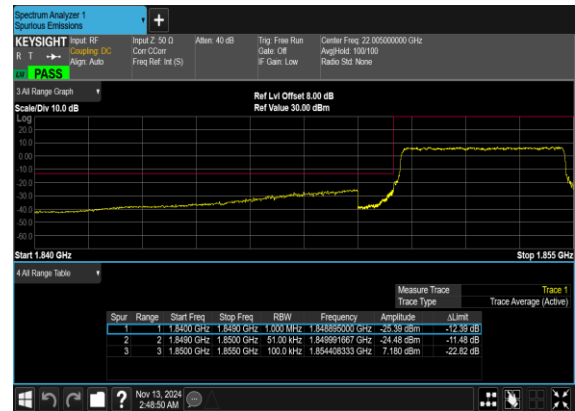 Spectrum Analyzer 1
Spurious Emissions
KEYSIGHT Input: RF Input Z: 50 Ω Atten: 40 dB Trig: Free Run Center Freq: 22.005000000 GHz
R T Coupling: DC Corr CCorr Gate: Off Avg|Hold: 100/100
Align: Auto Freq Ref: Int (S) IF Gain: Low Radio Std: None
PASS
3 All Range Graph
Ref Lvl Offset 8.00 dB
Scale/Div 10.0 dB Ref Value 30.00 dBm
Log
20.0
10.0
0.00
-10.0
-20.0
-30.0
-40.0
-50.0
-60.0
Start 1.840 GHz Stop 1.855 GHz
4 All Range Table
Measure Trace Trace 1
Trace Type Trace Average (Active)
Spur Range Start Freq Stop Freq RBW Frequency Amplitude ΔLimit
1 1 1.8400 GHz 1.8490 GHz 1.000 MHz 1.848895000 GHz -25.39 dBm -12.39 dB
2 2 1.8490 GHz 1.8500 GHz 51.00 kHz 1.849991667 GHz -24.48 dBm -11.48 dB
3 3 1.8500 GHz 1.8550 GHz 100.0 kHz 1.854408333 GHz 7.180 dBm -22.82 dB
? Nov 13, 2024
2:48:50 AM